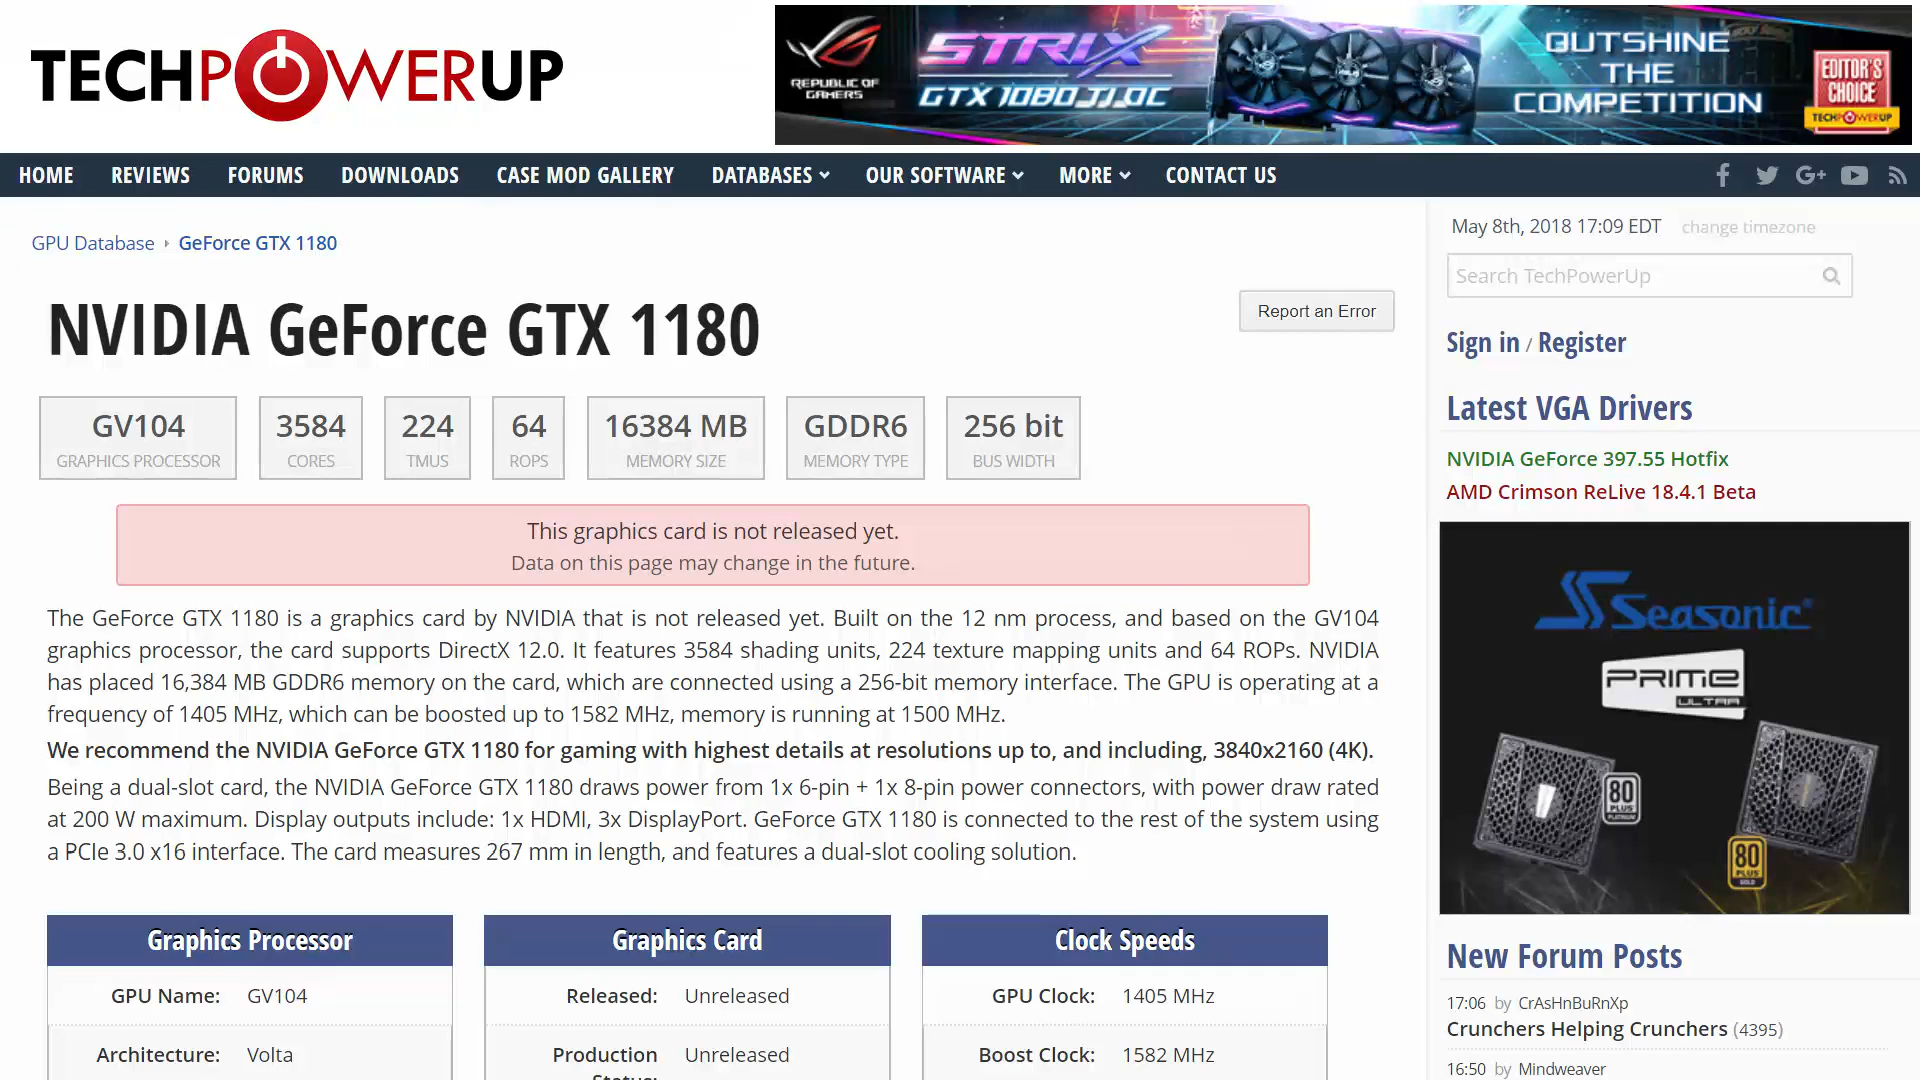 TECHPOWERUP
REPUBLIC OF
GAMERS
STRIX
OUTSHINE
THE
COMPETITION
EDITOR'S
CHOICE
TECHPOWERUP
HOME REVIEWS FORUMS DOWNLOADS CASE MOD GALLERY DATABASES OUR SOFTWARE MORE CONTACT US
GPU Database GeForce GTX 1180
May 8th, 2018 17:09 EDT change timezone
Search TechPowerUp
NVIDIA GeForce GTX 1180
Report an Error
Sign in / Register
GV104 3584 224 64 16384 MB GDDR6 256 bit
GRAPHICS PROCESSOR CORES TMUS ROPS MEMORY SIZE MEMORY TYPE BUS WIDTH
This graphics card is not released yet.
Data on this page may change in the future.
The GeForce GTX 1180 is a graphics card by NVIDIA that is not released yet. Built on the 12 nm process, and based on the GV104
graphics processor, the card supports DirectX 12.0. It features 3584 shading units, 224 texture mapping units and 64 ROPs. NVIDIA
has placed 16,384 MB GDDR6 memory on the card, which are connected using a 256-bit memory interface. The GPU is operating at a
frequency of 1405 MHz, which can be boosted up to 1582 MHz, memory is running at 1500 MHz.
We recommend the NVIDIA GeForce GTX 1180 for gaming with highest details at resolutions up to, and including, 3840x2160 (4K).
Being a dual-slot card, the NVIDIA GeForce GTX 1180 draws power from 1x 6-pin + 1x 8-pin power connectors, with power draw rated
at 200 W maximum. Display outputs include: 1x HDMI, 3x DisplayPort. GeForce GTX 1180 is connected to the rest of the system using
a PCIe 3.0 x16 interface. The card measures 267 mm in length, and features a dual-slot cooling solution.
Graphics Processor
GPU Name: GV104
Architecture: Volta
Graphics Card
Released: Unreleased
Production Unreleased
Status:
Clock Speeds
GPU Clock: 1405 MHz
Boost Clock: 1582 MHz
Latest VGA Drivers
NVIDIA GeForce 397.55 Hotfix
AMD Crimson ReLive 18.4.1 Beta
Seasonic
PRIME
ULTRA
80
PLUS
PLATINUM
80
PLUS
GOLD
New Forum Posts
17:06 by CrAsHnBuRnXp
Crunchers Helping Crunchers (4395)
16:50 by Mindweaver